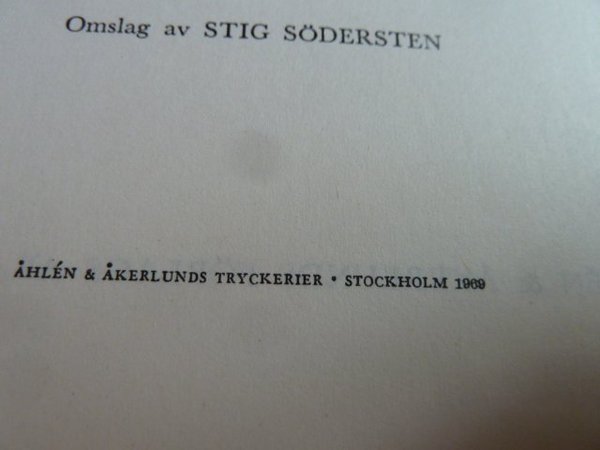 Omslag av STIG SÖDERSTEN
ÅHLÉN & ÅKERLUNDS TRYCKERIER • STOCKHOLM 1969